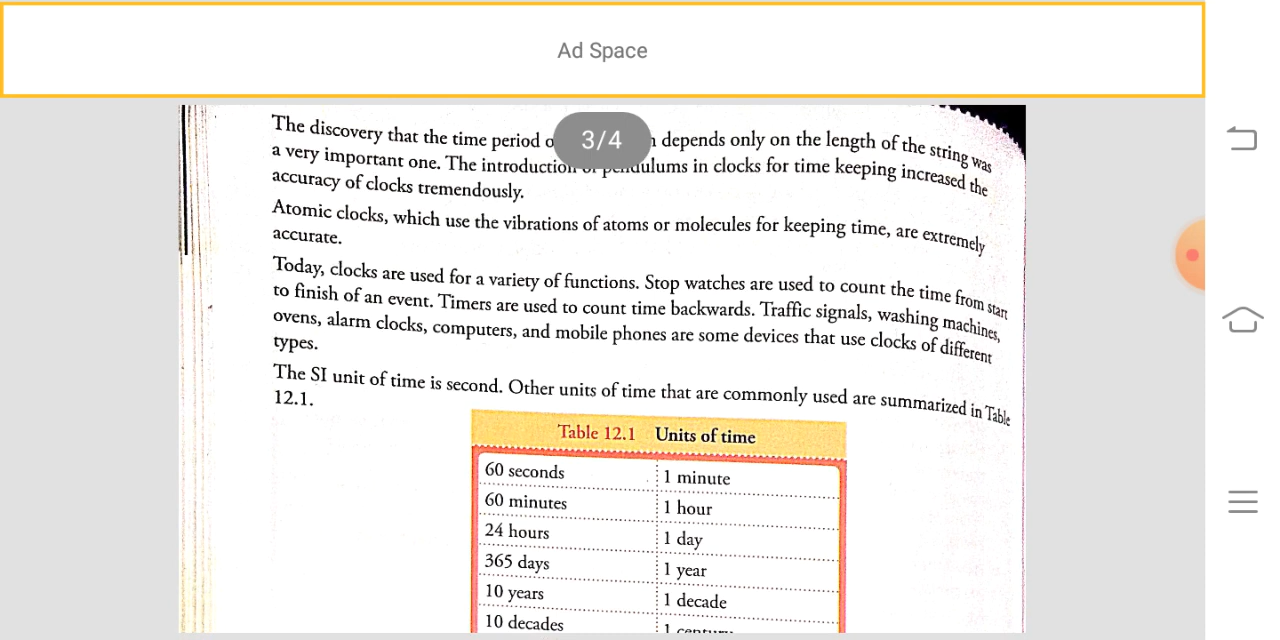 Ad Space
3/4
The discovery that the time period depends only on the length of the string was
a very important one. The introduction of pendulums in clocks for time keeping increased the
accuracy of clocks tremendously.
Atomic clocks, which use the vibrations of atoms or molecules for keeping time, are extremely
accurate.
Today, clocks are used for a variety of functions. Stop watches are used to count the time from start
to finish of an event. Timers are used to count time backwards. Traffic signals, washing machines,
ovens, alarm clocks, computers, and mobile phones are some devices that use clocks of different
types.
The SI unit of time is second. Other units of time that are commonly used are summarized in Table
12.1.
Table 12.1 Units of time
60 seconds 1 minute
60 minutes 1 hour
24 hours 1 day
365 days 1 year
10 years 1 decade
10 decades 1 century